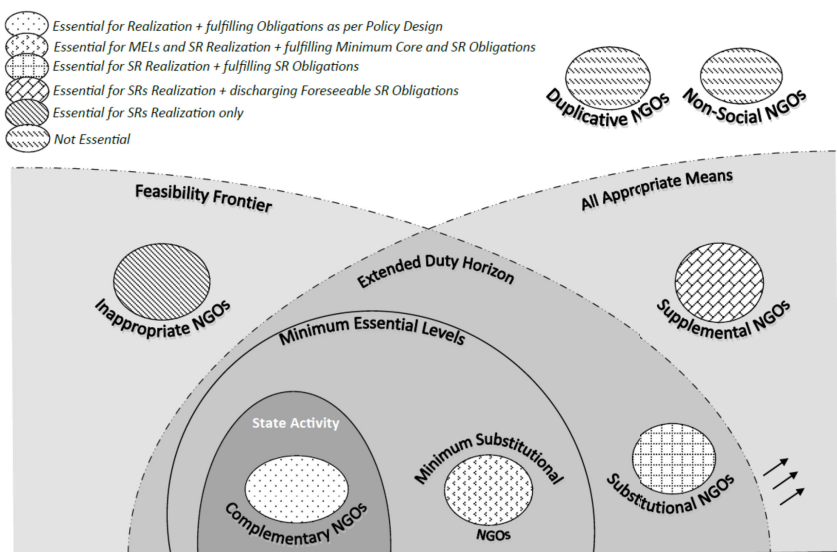 Essential for Realization + fulfilling Obligations as per Policy Design
Essential for MELs and SR Realization + fulfilling Minimum Core and SR Obligations
Essential for SR Realization + fulfilling SR Obligations
Essential for SRs Realization + discharging Foreseeable SR Obligations
Essential for SRs Realization only
Not Essential
Duplicative NGOs
Non-Social NGOs
Feasibility Frontier
All Appropriate Means
Extended Duty Horizon
Inappropriate NGOs
Supplemental NGOs
Minimum Essential Levels
State Activity
Complementary NGOs
Minimum Substitutional
NGOs
Substitutional NGOs